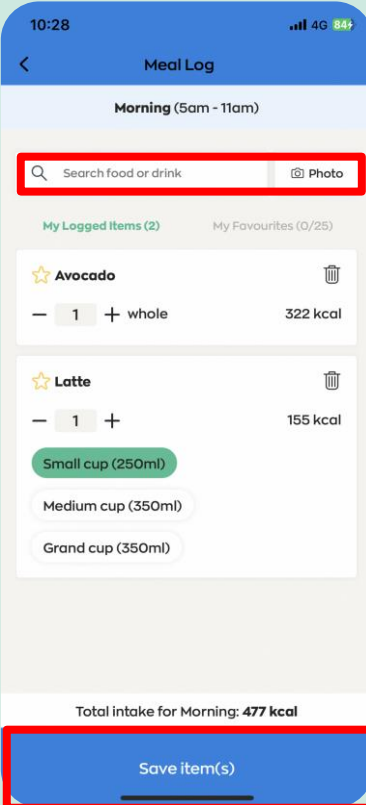 10:28 4G 84
Meal Log
Morning (5am - 11am)
Search food or drink Photo
My Logged Items (2) My Favourites (0/25)
Avocado
1 whole 322 kcal
Latte
1 155 kcal
Small cup (250ml)
Medium cup (350ml)
Grand cup (350ml)
Total intake for Morning: 477 kcal
Save item(s)